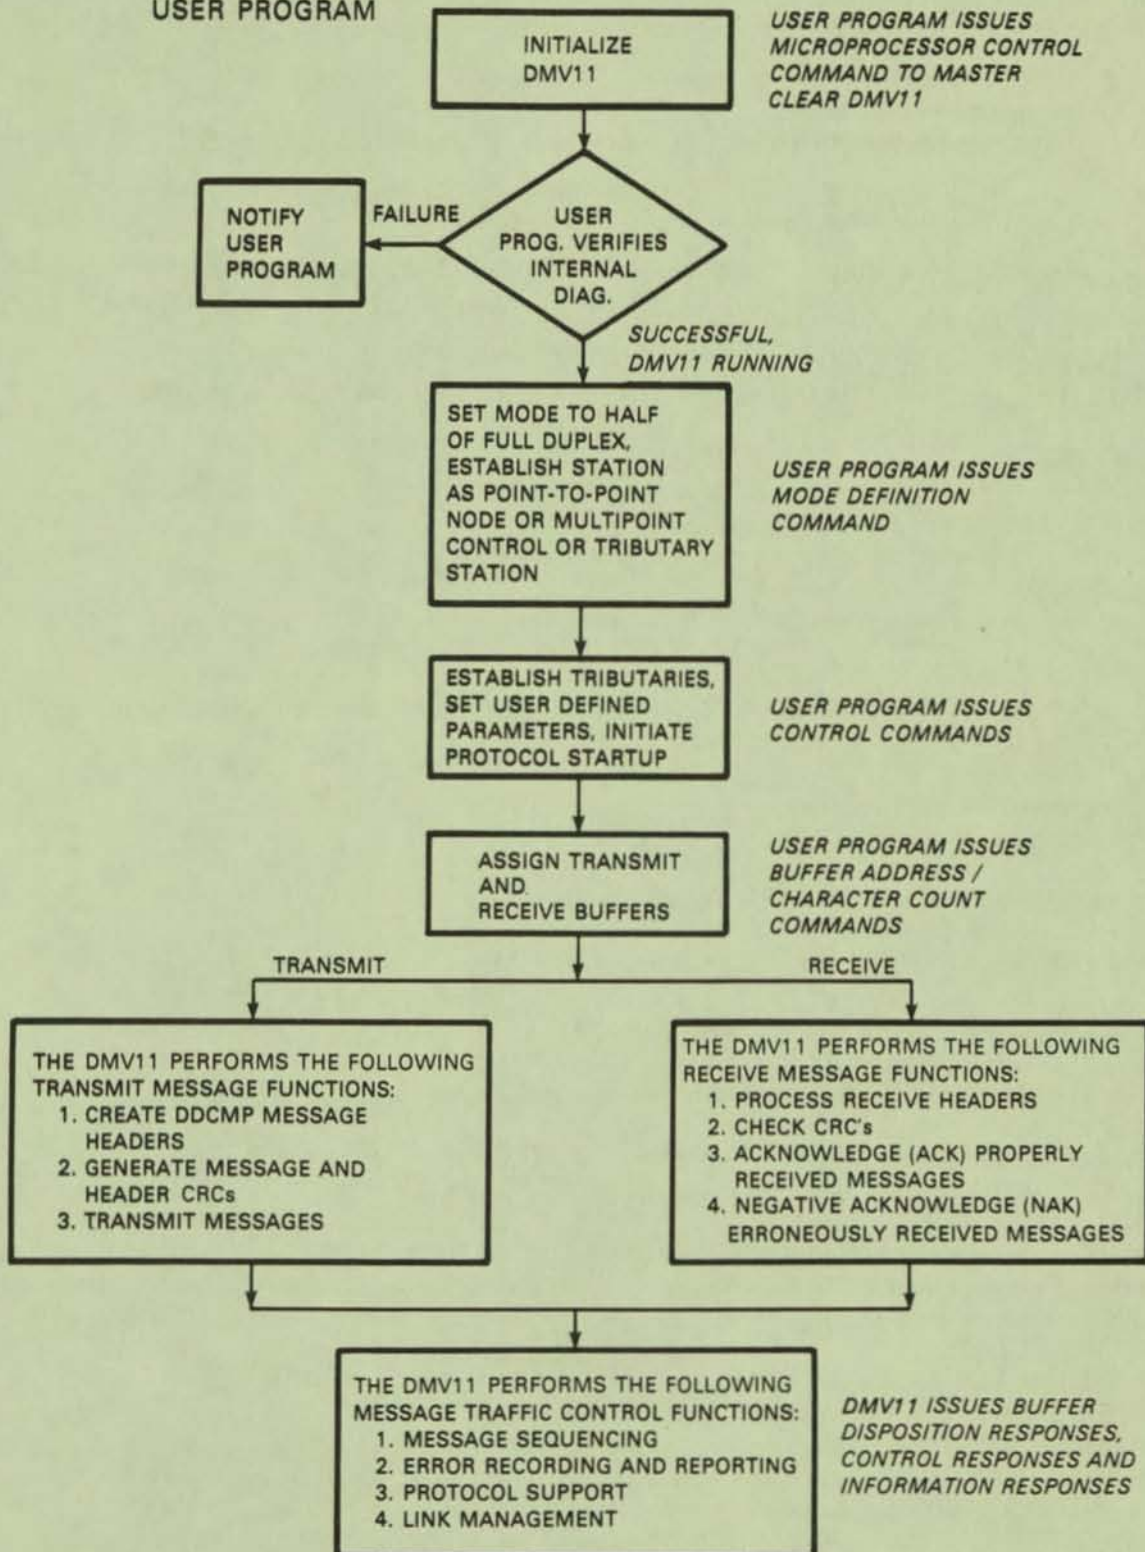 USER PROGRAM
INITIALIZE
DMV11
USER PROGRAM ISSUES
MICROPROCESSOR CONTROL
COMMAND TO MASTER
CLEAR DMV11
NOTIFY
USER
PROGRAM
FAILURE
USER
PROG. VERIFIES
INTERNAL
DIAG.
SUCCESSFUL,
DMV11 RUNNING
SET MODE TO HALF
OF FULL DUPLEX,
ESTABLISH STATION
AS POINT-TO-POINT
NODE OR MULTIPOINT
CONTROL OR TRIBUTARY
STATION
USER PROGRAM ISSUES
MODE DEFINITION
COMMAND
ESTABLISH TRIBUTARIES,
SET USER DEFINED
PARAMETERS, INITIATE
PROTOCOL STARTUP
USER PROGRAM ISSUES
CONTROL COMMANDS
ASSIGN TRANSMIT
AND
RECEIVE BUFFERS
USER PROGRAM ISSUES
BUFFER ADDRESS /
CHARACTER COUNT
COMMANDS
TRANSMIT
RECEIVE
THE DMV11 PERFORMS THE FOLLOWING
TRANSMIT MESSAGE FUNCTIONS:
1. CREATE DDCMP MESSAGE
HEADERS
2. GENERATE MESSAGE AND
HEADER CRCs
3. TRANSMIT MESSAGES
THE DMV11 PERFORMS THE FOLLOWING
RECEIVE MESSAGE FUNCTIONS:
1. PROCESS RECEIVE HEADERS
2. CHECK CRC's
3. ACKNOWLEDGE (ACK) PROPERLY
RECEIVED MESSAGES
4. NEGATIVE ACKNOWLEDGE (NAK)
ERRONEOUSLY RECEIVED MESSAGES
THE DMV11 PERFORMS THE FOLLOWING
MESSAGE TRAFFIC CONTROL FUNCTIONS:
1. MESSAGE SEQUENCING
2. ERROR RECORDING AND REPORTING
3. PROTOCOL SUPPORT
4. LINK MANAGEMENT
DMV11 ISSUES BUFFER
DISPOSITION RESPONSES,
CONTROL RESPONSES AND
INFORMATION RESPONSES